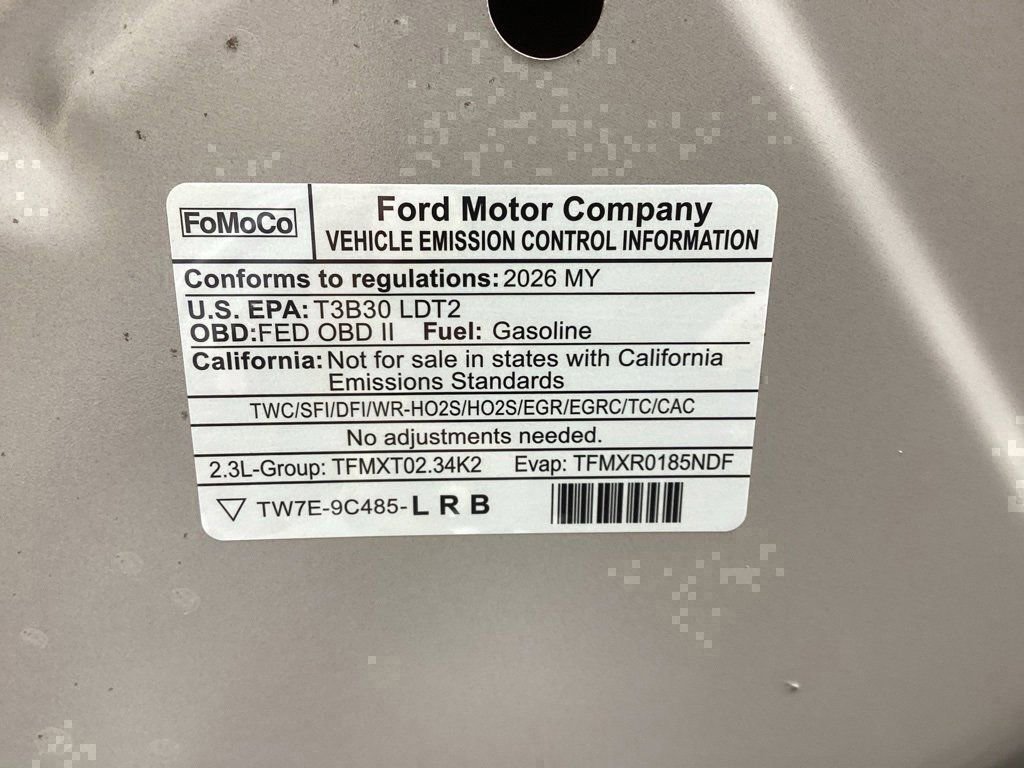 FoMoCo
Ford Motor Company
VEHICLE EMISSION CONTROL INFORMATION
Conforms to regulations: 2026 MY
U.S. EPA: T3B30 LDT2
OBD:FED OBD II Fuel: Gasoline
California: Not for sale in states with California
Emissions Standards
TWC/SFI/DFI/WR-HO2S/HO2S/EGR/EGRC/TC/CAC
No adjustments needed.
2.3L-Group: TFMXT02.34K2 Evap: TFMXR0185NDF
TW7E-9C485-L R B